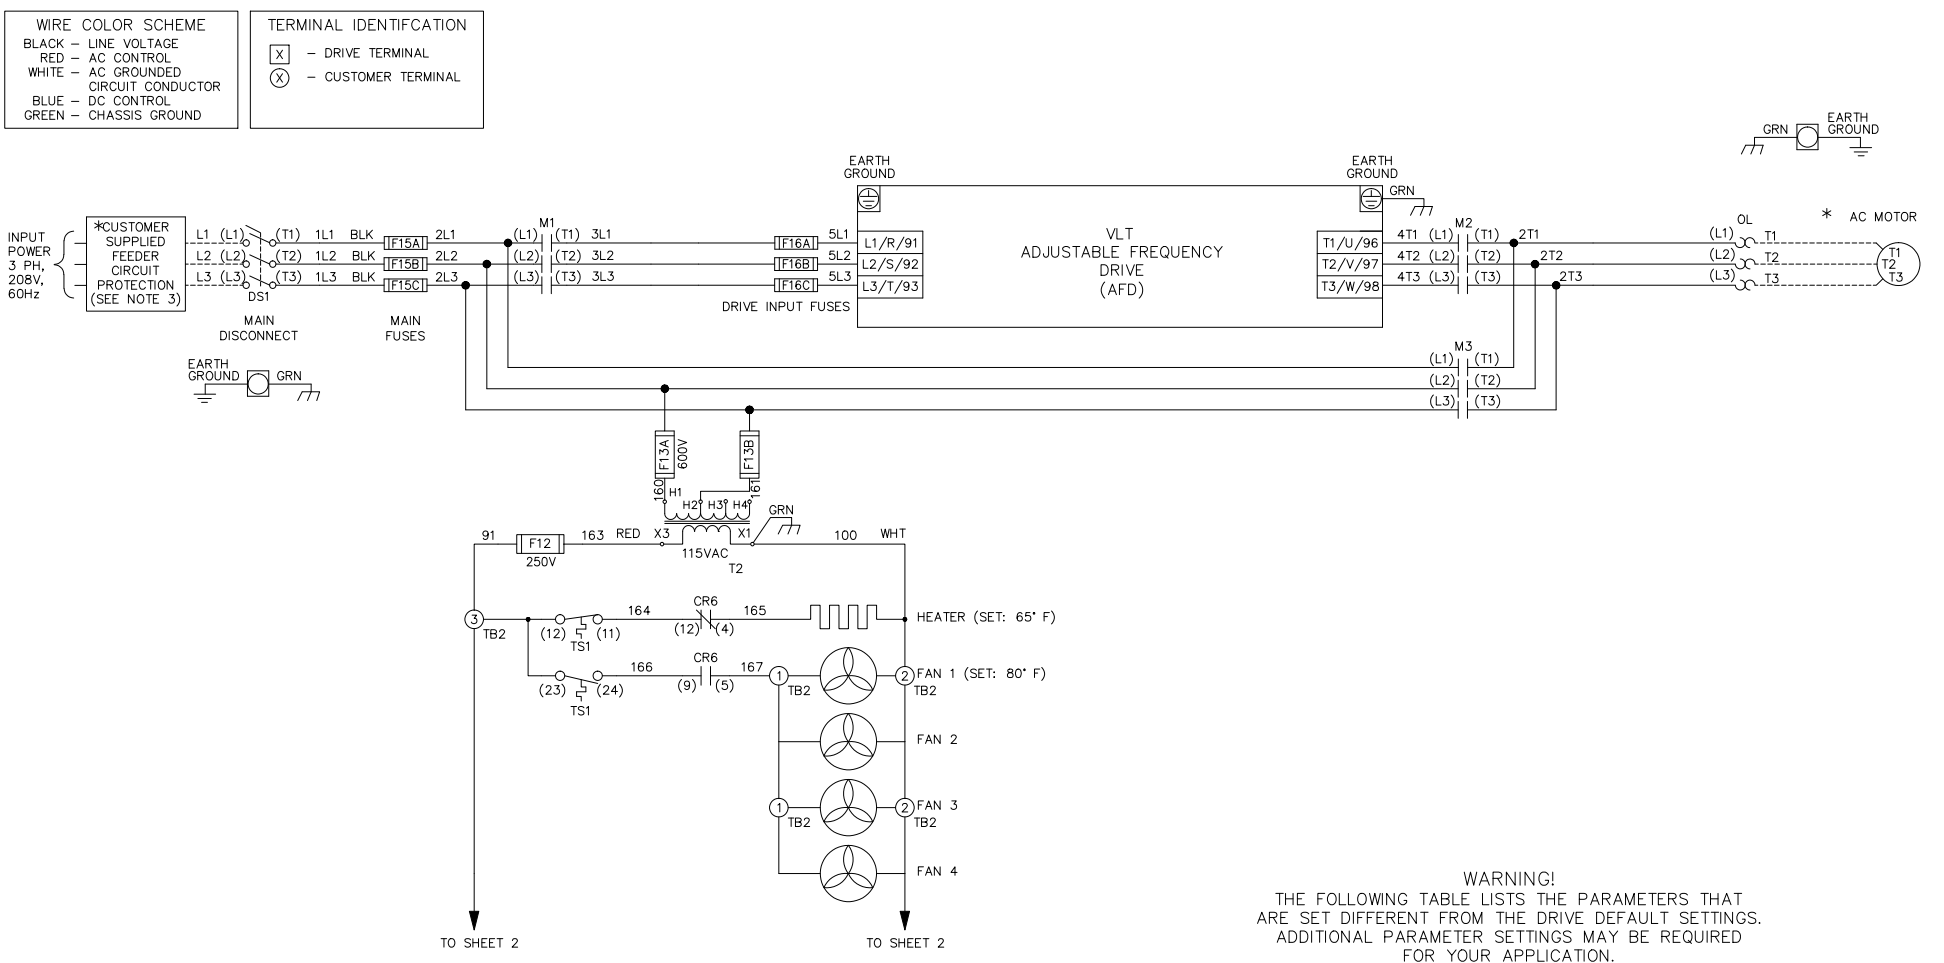 WIRE COLOR SCHEME
BLACK – LINE VOLTAGE
RED – AC CONTROL
WHITE – AC GROUNDED
CIRCUIT CONDUCTOR
BLUE – DC CONTROL
GREEN – CHASSIS GROUND
TERMINAL IDENTIFCATION
X – DRIVE TERMINAL
X – CUSTOMER TERMINAL
GRN
EARTH
GROUND
EARTH
GROUND
EARTH
GROUND
GRN
INPUT
POWER
3 PH,
208V,
60Hz
*CUSTOMER
SUPPLIED
FEEDER
CIRCUIT
PROTECTION
(SEE NOTE 3)
L1 (L1) (T1) 1L1 BLK F15A 2L1 (L1) M1 (T1) 3L1 F16A 5L1 L1/R/91
L2 (L2) (T2) 1L2 BLK F15B 2L2 (L2) (T2) 3L2 F16B 5L2 L2/S/92
L3 (L3) (T3) 1L3 BLK F15C 2L3 (L3) (T3) 3L3 F16C 5L3 L3/T/93
DS1
MAIN
DISCONNECT
MAIN
FUSES
DRIVE INPUT FUSES
VLT
ADJUSTABLE FREQUENCY
DRIVE
(AFD)
T1/U/96 4T1 (L1) M2 (T1) 2T1 (L1) OL T1
T2/V/97 4T2 (L2) (T2) 2T2 (L2) T2
T3/W/98 4T3 (L3) (T3) 2T3 (L3) T3
* AC MOTOR
T1
T2
T3
EARTH
GROUND
GRN
M3
(L1) (T1)
(L2) (T2)
(L3) (T3)
F13A
600V
F13B
160
161
H1
H2 H3 H4
GRN
91 F12 163 RED X3 X1 100 WHT
250V
115VAC
T2
3
TB2
(12) (11) 164 CR6 (12) (4) 165
TS1
HEATER (SET: 65° F)
(23) (24) 166 CR6 (9) (5) 167 1 2
TS1
TB2
TB2
FAN 1 (SET: 80° F)
FAN 2
1 2 FAN 3
TB2 TB2
FAN 4
TO SHEET 2
TO SHEET 2
WARNING!
THE FOLLOWING TABLE LISTS THE PARAMETERS THAT
ARE SET DIFFERENT FROM THE DRIVE DEFAULT SETTINGS.
ADDITIONAL PARAMETER SETTINGS MAY BE REQUIRED
FOR YOUR APPLICATION.